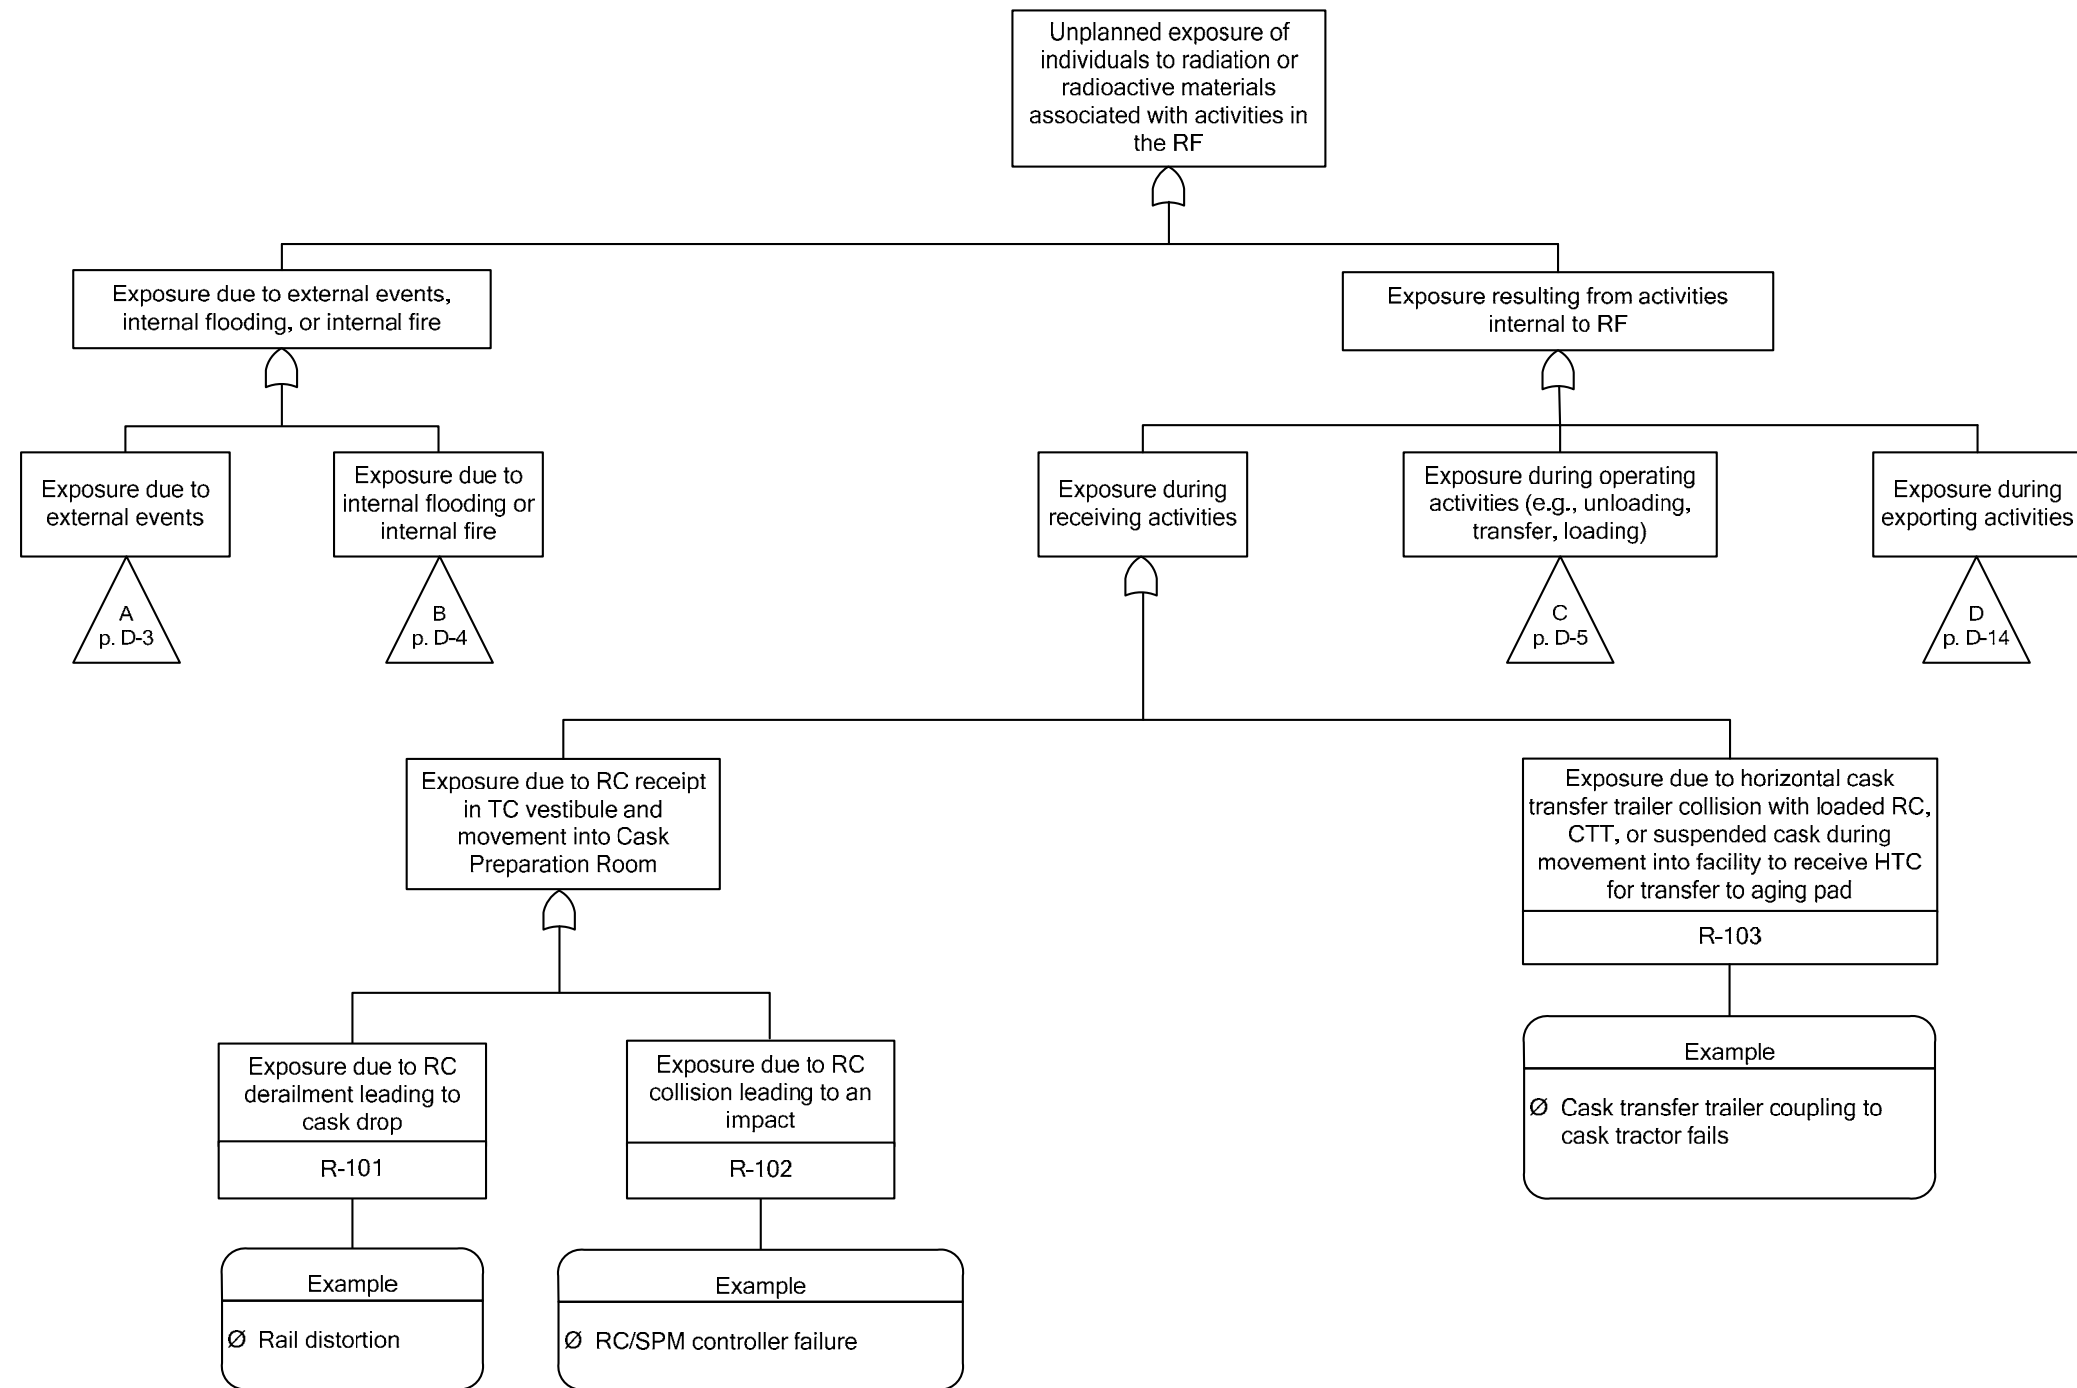 Unplanned exposure of
individuals to radiation or
radioactive materials
associated with activities in
the RF
Exposure due to external events,
internal flooding, or internal fire
Exposure resulting from activities
internal to RF
Exposure due to
external events
Exposure due to
internal flooding or
internal fire
Exposure during
receiving activities
Exposure during operating
activities (e.g., unloading,
transfer, loading)
Exposure during
exporting activities
A
p. D-3
B
p. D-4
C
p. D-5
D
p. D-14
Exposure due to RC receipt
in TC vestibule and
movement into Cask
Preparation Room
Exposure due to horizontal cask
transfer trailer collision with loaded RC,
CTT, or suspended cask during
movement into facility to receive HTC
for transfer to aging pad
R-103
Exposure due to RC
derailment leading to
cask drop
R-101
Exposure due to RC
collision leading to an
impact
R-102
Example
Ø Cask transfer trailer coupling to
cask tractor fails
Example
Ø Rail distortion
Example
Ø RC/SPM controller failure